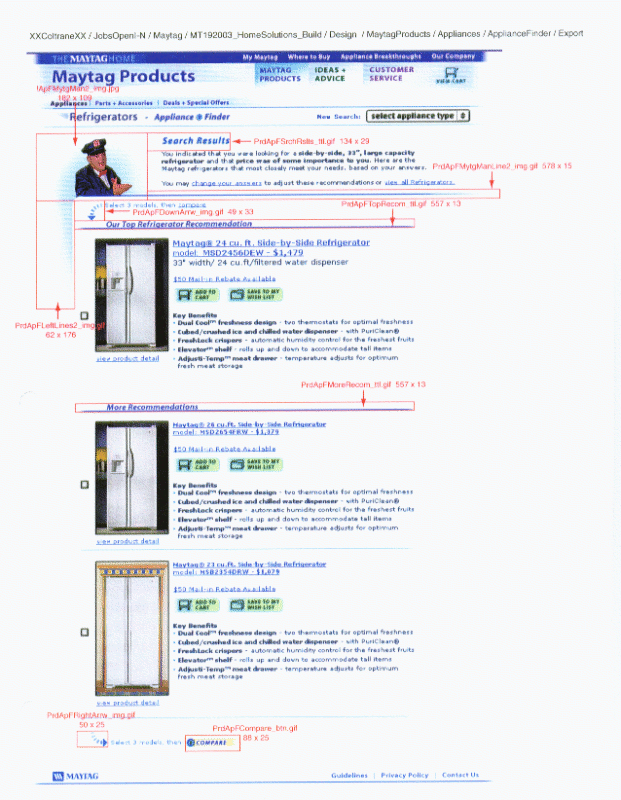 XXColtraneXX / JobsOpenI-N / Maytag / MT192003_HomeSolutions_Build / Design / MaytagProducts / Appliances / ApplianceFinder / Export
THE MAYTAG HOME My Maytag Where to Buy Appliance Breakthroughs Our Company
Maytag Products
MAYTAG PRODUCTS
IDEAS + ADVICE
CUSTOMER SERVICE
VIEW CART
182 x 109
Appliances | Parts + Accessories | Deals + Special Offers
Refrigerators - Appliance Finder New Search: select appliance type
Search Results PrdApFSrchRslts_ttl.gif 134 x 29
You indicated that you were looking for a side-by-side, 33", large capacity
refrigerator and that price was of some importance to you. Here are the
Maytag refrigerators that most closely meet your needs, based on your answers.
PrdApFMytgManLine2_img.gif 578 x 15
You may change your answers to adjust these recommendations or view all Refrigerators.
Select 3 models, then compare
PrdApFTopRecom_ttl.gif 557 x 13
PrdApFDownArrw_img.gif 49 x 33
Our Top Refrigerator Recommendation
Maytag® 24 cu. ft. Side-by-Side Refrigerator
model: MSD2456DEW - $1,479
33" width/ 24 cu.ft/filtered water dispenser
$50 Mail-in Rebate Available
ADD TO CART
SAVE TO MY WISH LIST
PrdApFLeftLines2_img.gif
62 x 176
Key Benefits
· Dual Cool™ freshness design - two thermostats for optimal freshness
· Cubed/crushed ice and chilled water dispenser - with PuriClean®
· FreshLock crispers - automatic humidity control for the freshest fruits
· Elevator™ shelf - rolls up and down to accommodate tall items
· Adjusti-Temp™ meat drawer - temperature adjusts for optimum
fresh meat storage
view product detail
PrdApFMoreRecom_ttl.gif 557 x 13
More Recommendations
Maytag® 26 cu.ft. Side-by-Side Refrigerator
model: MSD2654FRW - $1,379
$50 Mail-in Rebate Available
ADD TO CART
SAVE TO MY WISH LIST
Key Benefits
· Dual Cool™ freshness design - two thermostats for optimal freshness
· Cubed/crushed ice and chilled water dispenser - with PuriClean®
· FreshLock crispers - automatic humidity control for the freshest fruits
· Elevator™ shelf - rolls up and down to accommodate tall items
· Adjusti-Temp™ meat drawer - temperature adjusts for optimum
fresh meat storage
view product detail
Maytag® 23 cu.ft. Side-by-Side Refrigerator
model: MSB2354DRW - $1,679
$50 Mail-in Rebate Available
ADD TO CART
SAVE TO MY WISH LIST
Key Benefits
· Dual Cool™ freshness design - two thermostats for optimal freshness
· Cubed/crushed ice and chilled water dispenser - with PuriClean®
· FreshLock crispers - automatic humidity control for the freshest fruits
· Elevator™ shelf - rolls up and down to accommodate tall items
· Adjusti-Temp™ meat drawer - temperature adjusts for optimum
fresh meat storage
view product detail
PrdApFRightArrw_img.gif
50 x 25
PrdApFCompare_btn.gif
88 x 25
Select 3 models, then COMPARE
MAYTAG Guidelines | Privacy Policy | Contact Us